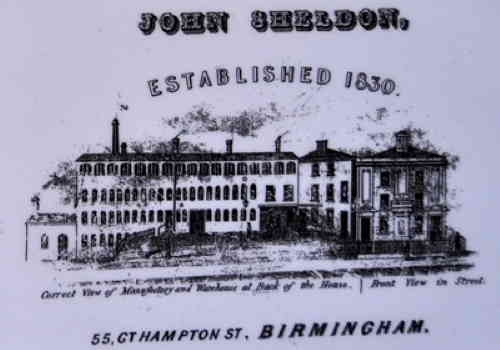 JOHN SHELDON,
ESTABLISHED 1830.
Correct View of Manufactory and Warehouse at Back of the House. | Front View in Street.
55, GT HAMPTON ST, BIRMINGHAM.